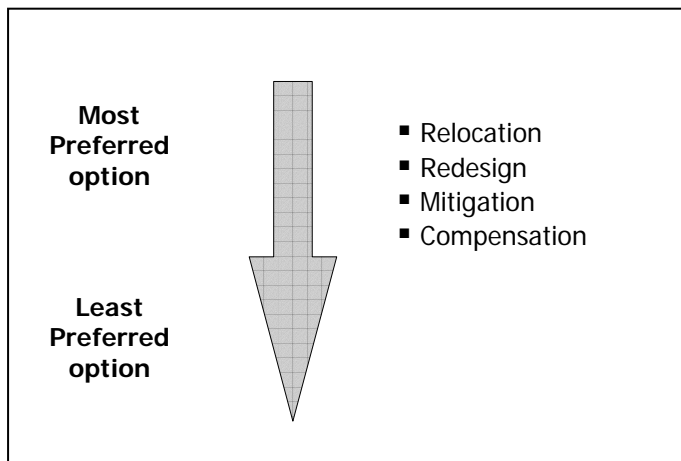 Most
Preferred
option
▪ Relocation
▪ Redesign
▪ Mitigation
▪ Compensation
Least
Preferred
option